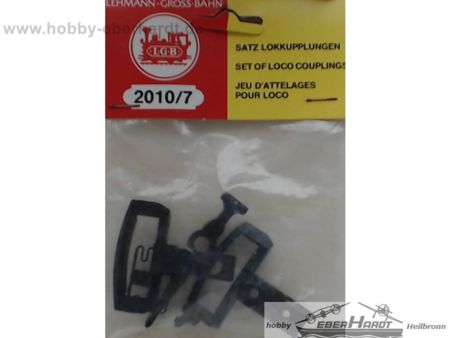 LEHMANN-GROSS-BAHN
www.hobby-eberhardt.de
LGB
2010/7
SATZ LOKKUPPLUNGEN
SET OF LOCO COUPLINGS
JEU D'ATTELAGES
POUR LOCO
hobby EBERHARDT Heilbronn